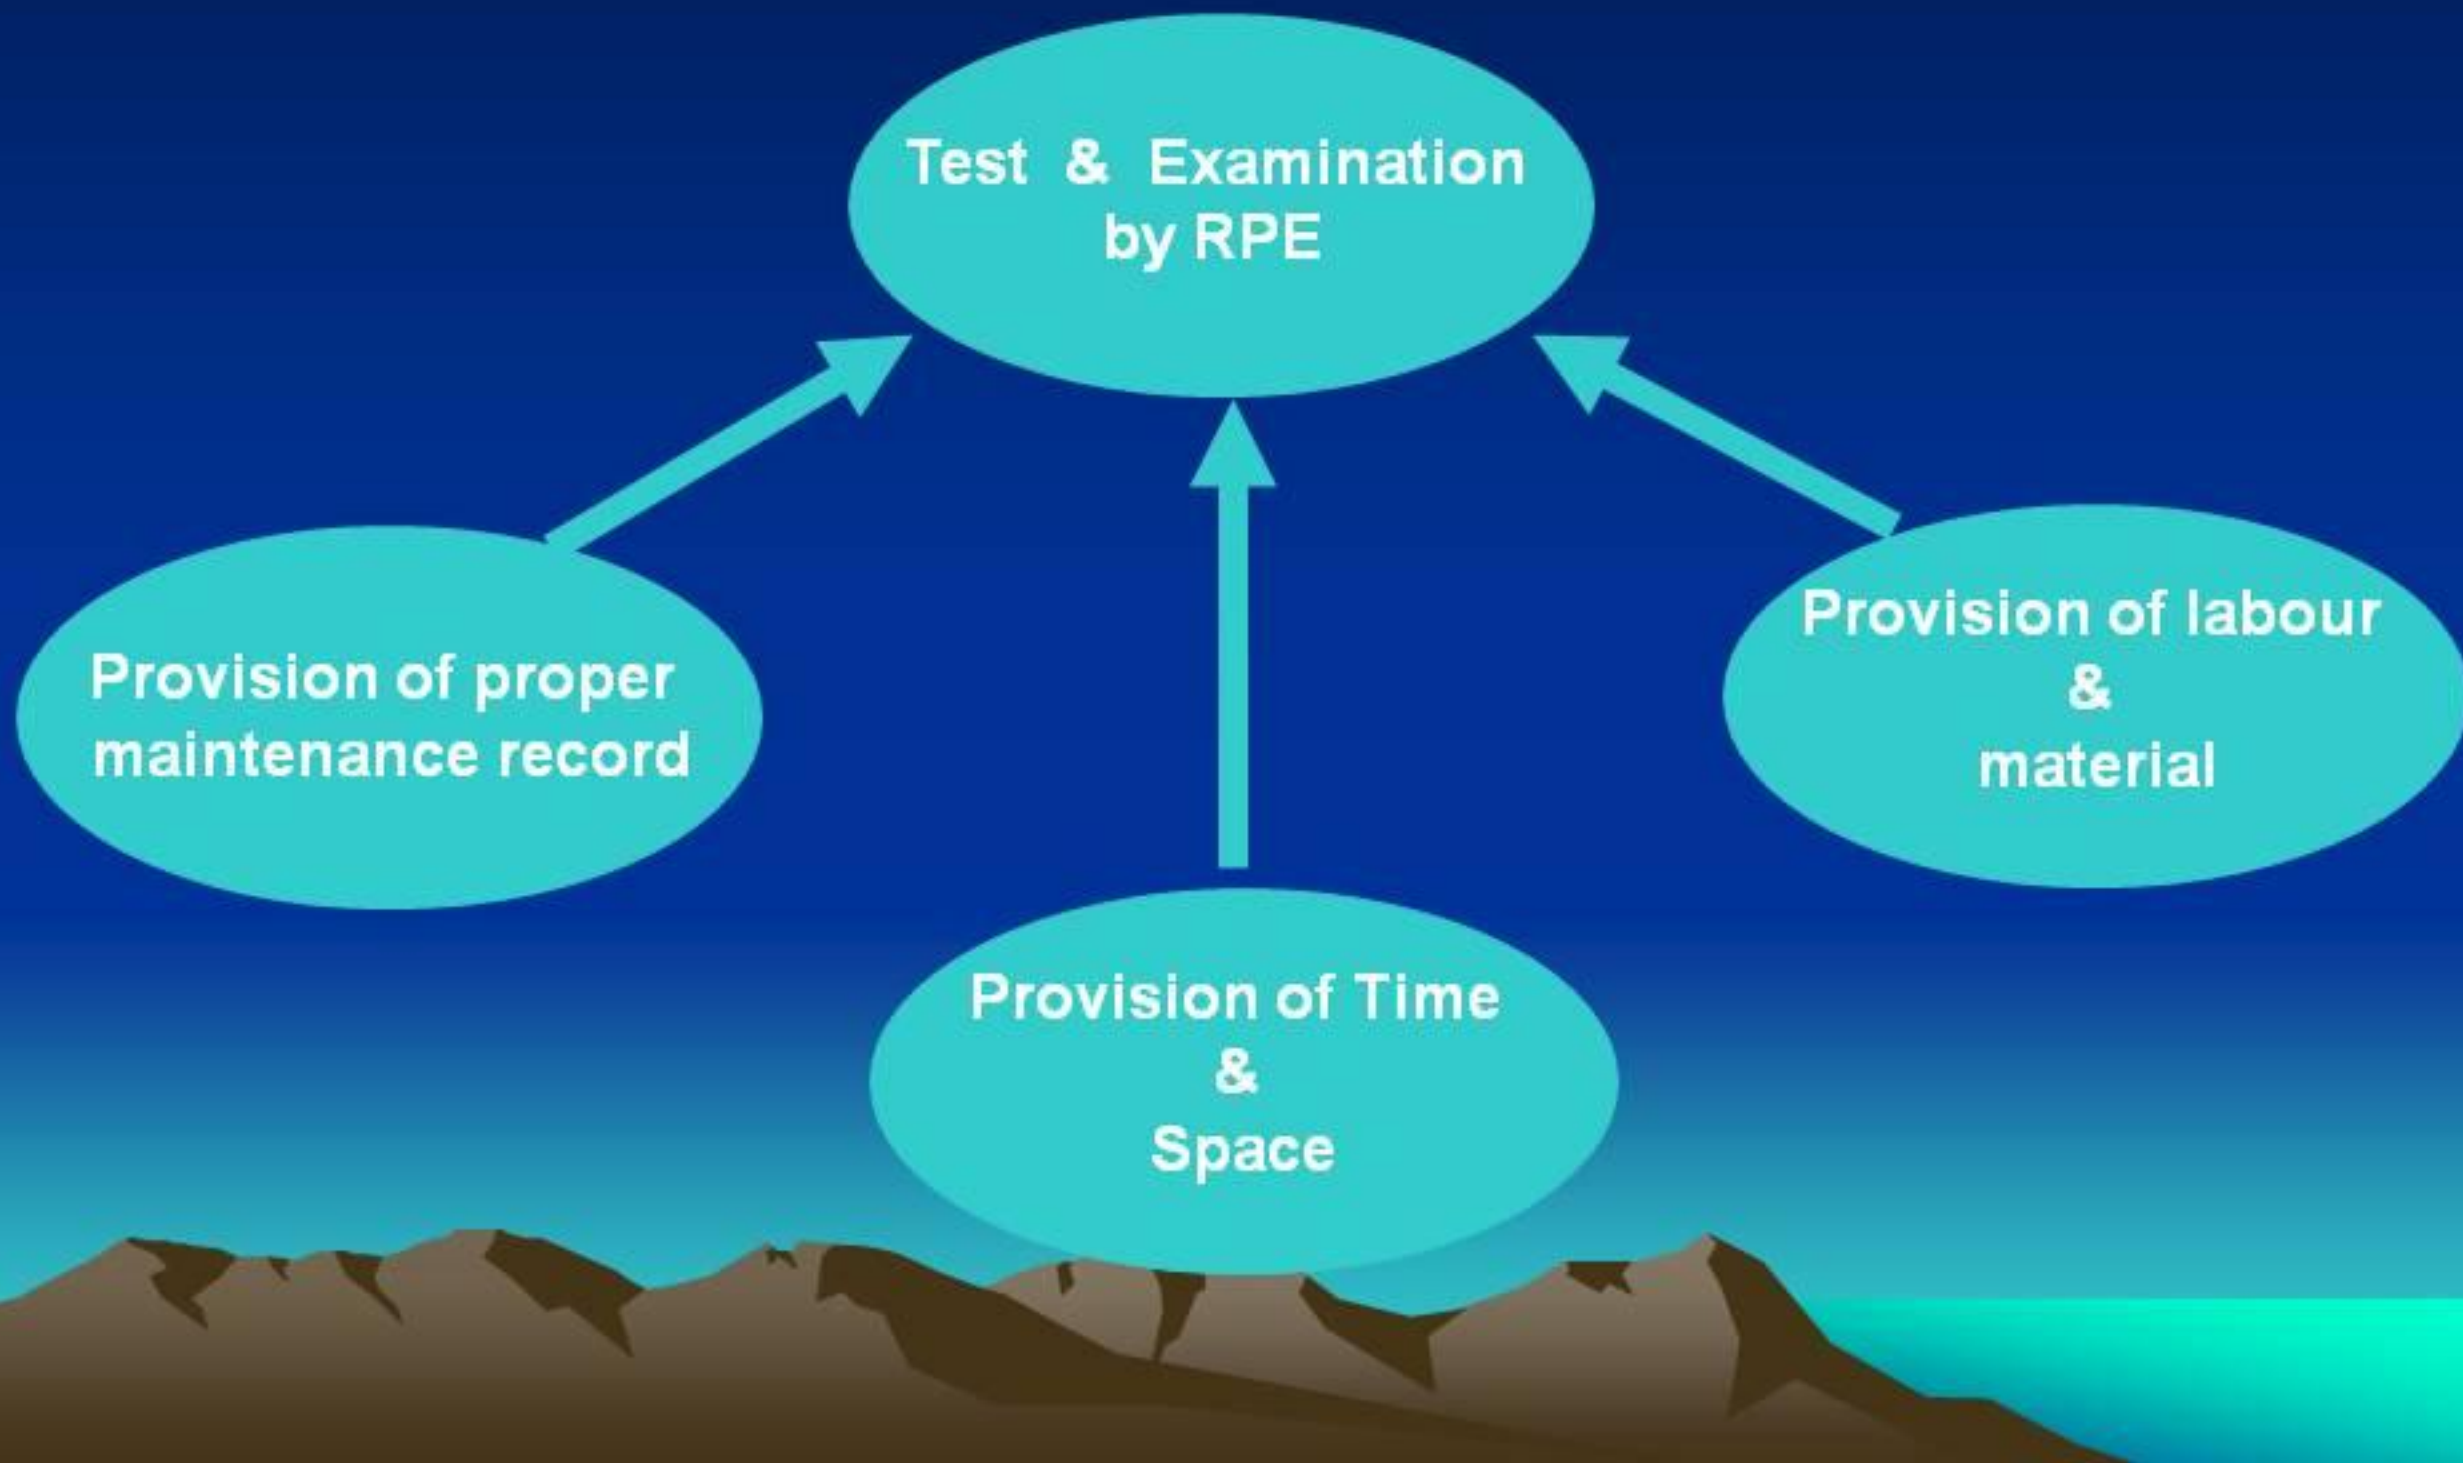 Test & Examination
by RPE
Provision of proper
maintenance record
Provision of labour
&
material
Provision of Time
&
Space